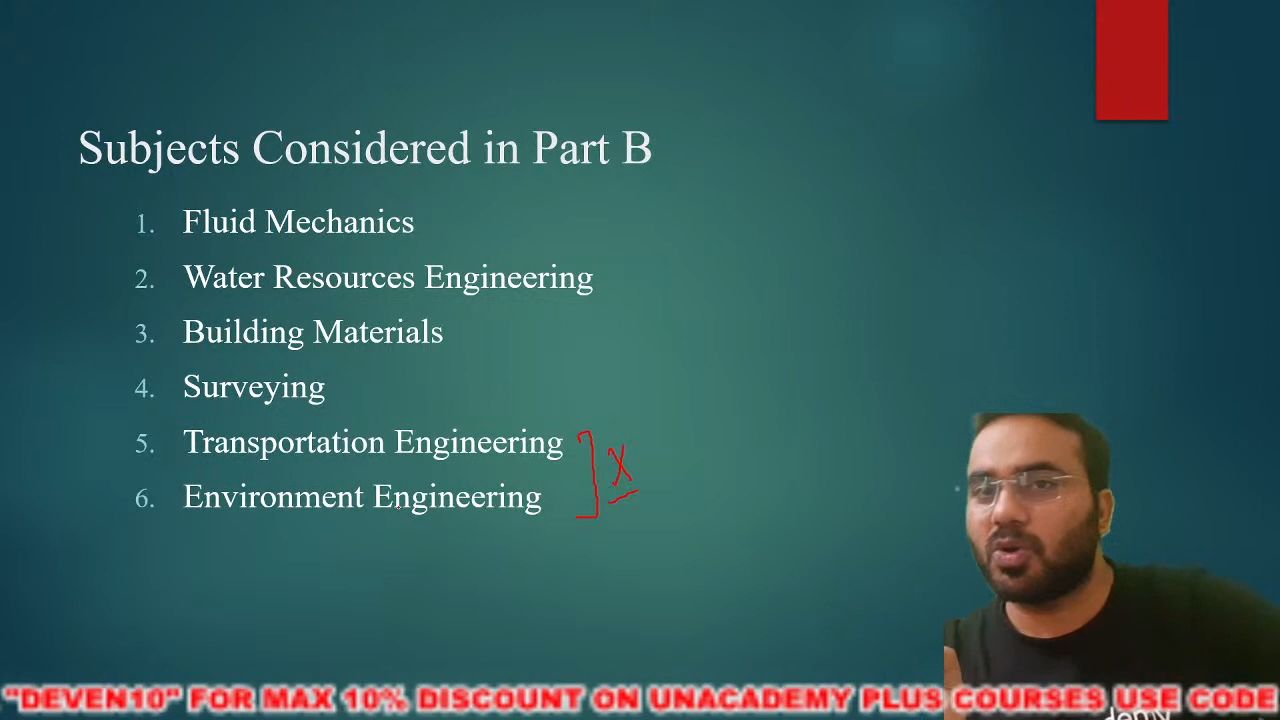 Subjects Considered in Part B
1. Fluid Mechanics
2. Water Resources Engineering
3. Building Materials
4. Surveying
5. Transportation Engineering
6. Environment Engineering
X
"DEVEN10" FOR MAX 10% DISCOUNT ON UNACADEMY PLUS COURSES USE CODE